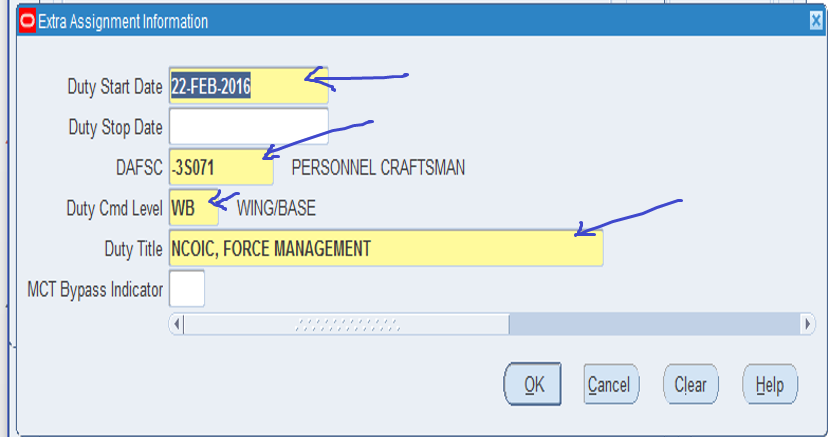 Extra Assignment Information
Duty Start Date 22-FEB-2016
Duty Stop Date
DAFSC -3S071 PERSONNEL CRAFTSMAN
Duty Cmd Level WB WING/BASE
Duty Title NCOIC, FORCE MANAGEMENT
MCT Bypass Indicator
OK Cancel Clear Help